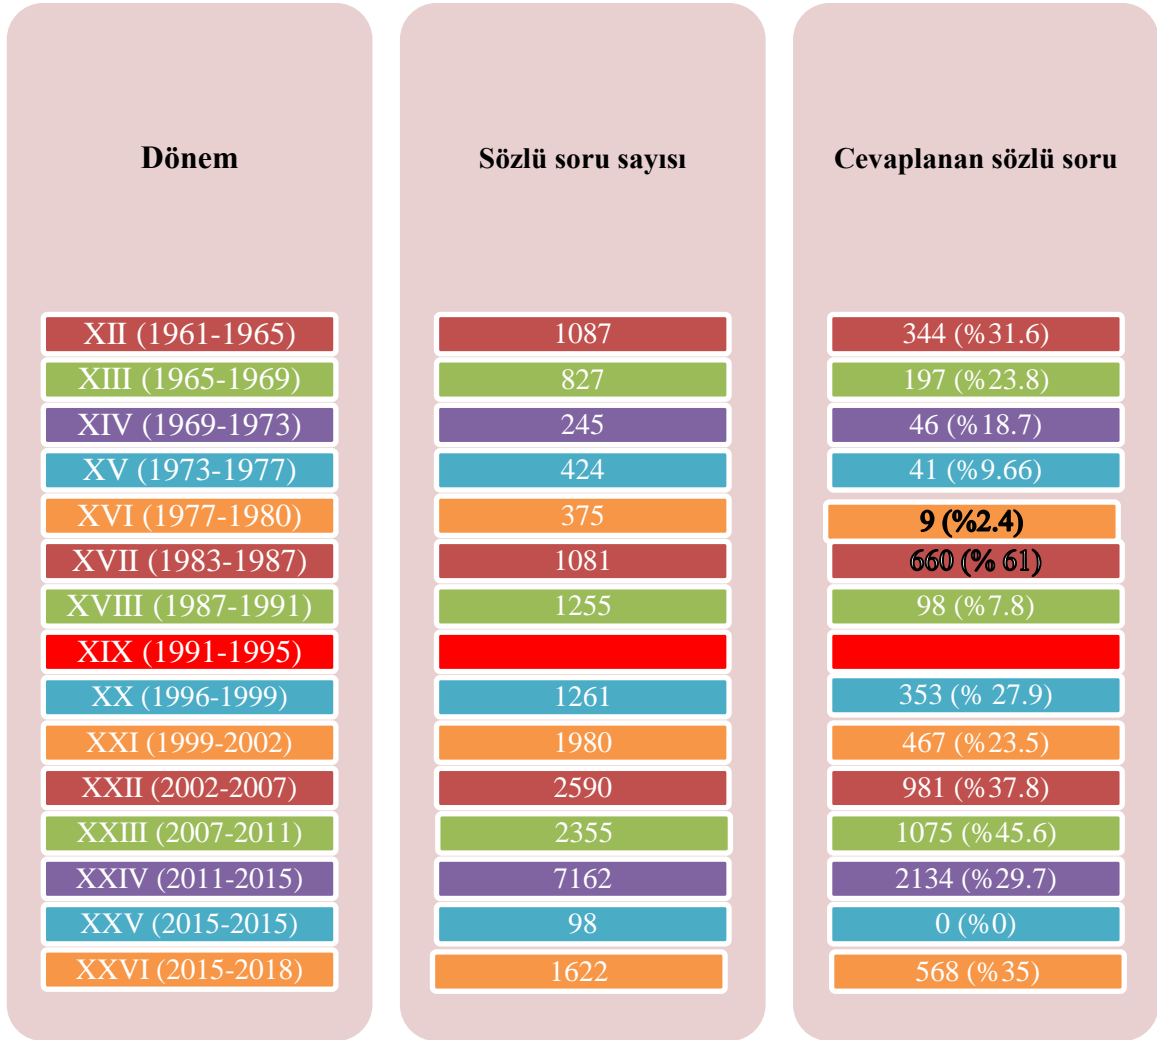 Dönem Sözlü soru sayısı Cevaplanan sözlü soru
XII (1961-1965) 1087 344 (%31.6)
XIII (1965-1969) 827 197 (%23.8)
XIV (1969-1973) 245 46 (%18.7)
XV (1973-1977) 424 41 (%9.66)
XVI (1977-1980) 375 9 (%2.4)
XVII (1983-1987) 1081 660 (% 61)
XVIII (1987-1991) 1255 98 (%7.8)
XIX (1991-1995)
XX (1996-1999) 1261 353 (% 27.9)
XXI (1999-2002) 1980 467 (%23.5)
XXII (2002-2007) 2590 981 (%37.8)
XXIII (2007-2011) 2355 1075 (%45.6)
XXIV (2011-2015) 7162 2134 (%29.7)
XXV (2015-2015) 98 0 (%0)
XXVI (2015-2018) 1622 568 (%35)